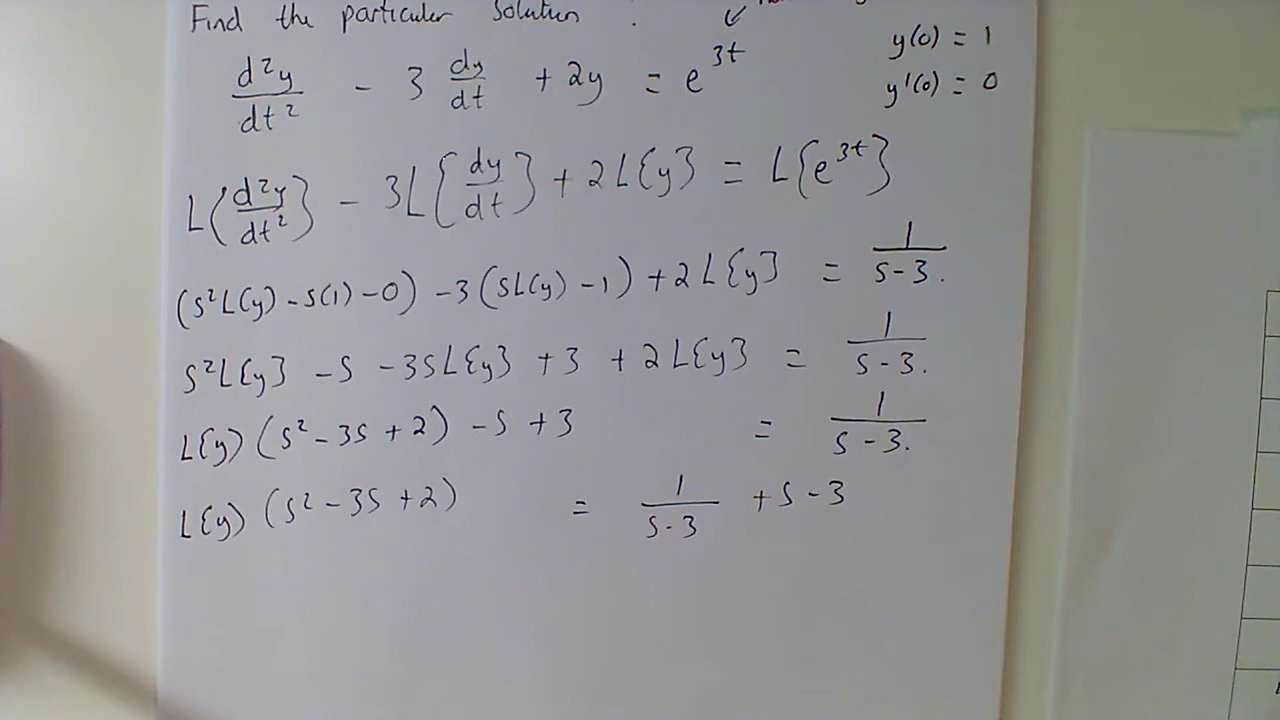 Find the particular solution .
d²y/dt² - 3 dy/dt + 2y = e^3t
y(0) = 1
y'(0) = 0
L{d²y/dt²} - 3L{dy/dt} + 2L{y} = L{e^3t}
(s²L{y} - s(1) - 0) - 3(sL{y} - 1) + 2L{y} = 1/(s-3).
s²L{y} - s - 3sL{y} + 3 + 2L{y} = 1/(s-3).
L{y} (s² - 3s + 2) - s + 3 = 1/(s-3).
L{y} (s² - 3s + 2) = 1/(s-3) + s - 3